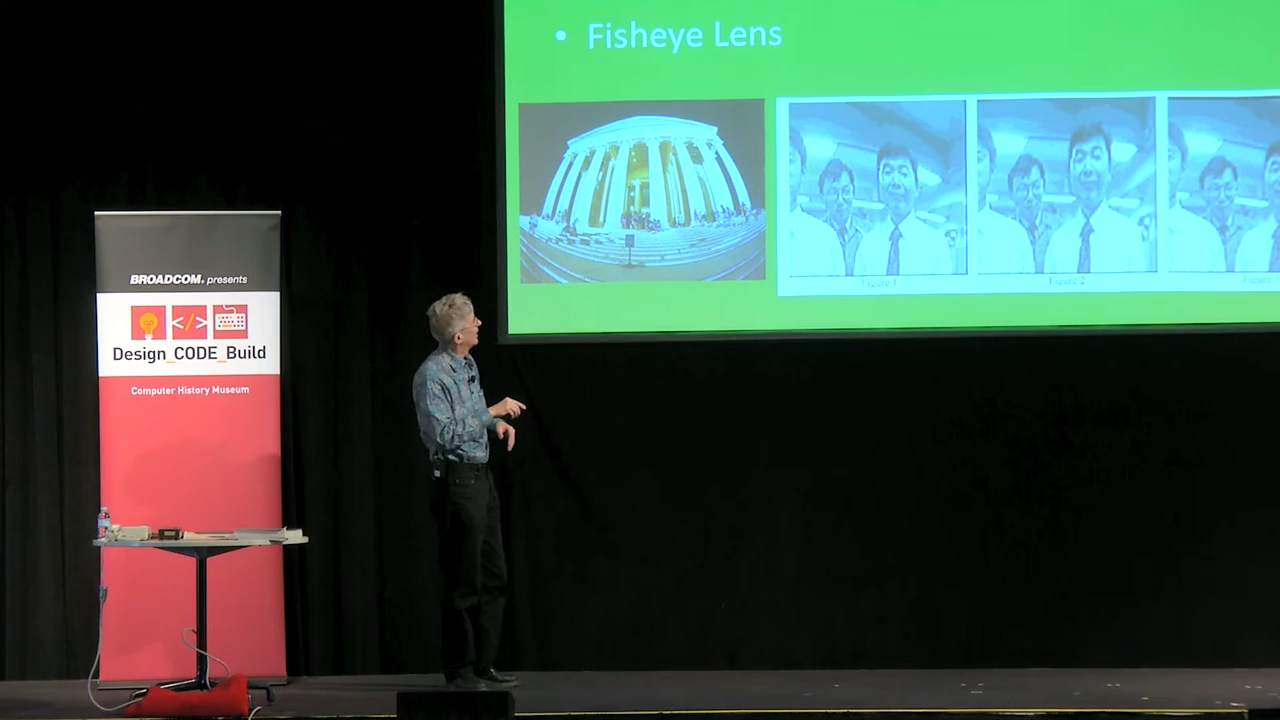 • Fisheye Lens
Figure 1
Figure 2
BROADCOM® presents
</>
Design_CODE_Build
Computer History Museum